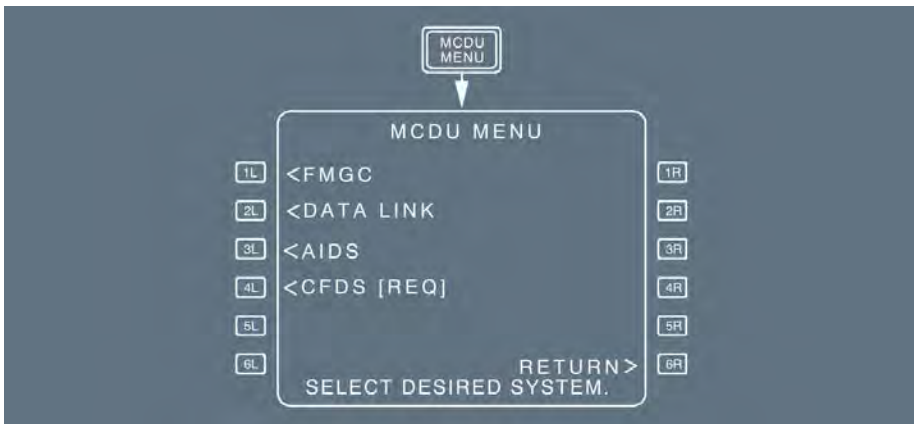 MCDU
MENU
MCDU MENU
1L <FMGC 1R
2L <DATA LINK 2R
3L <AIDS 3R
4L <CFDS [REQ] 4R
5L 5R
6L RETURN> 6R
SELECT DESIRED SYSTEM.